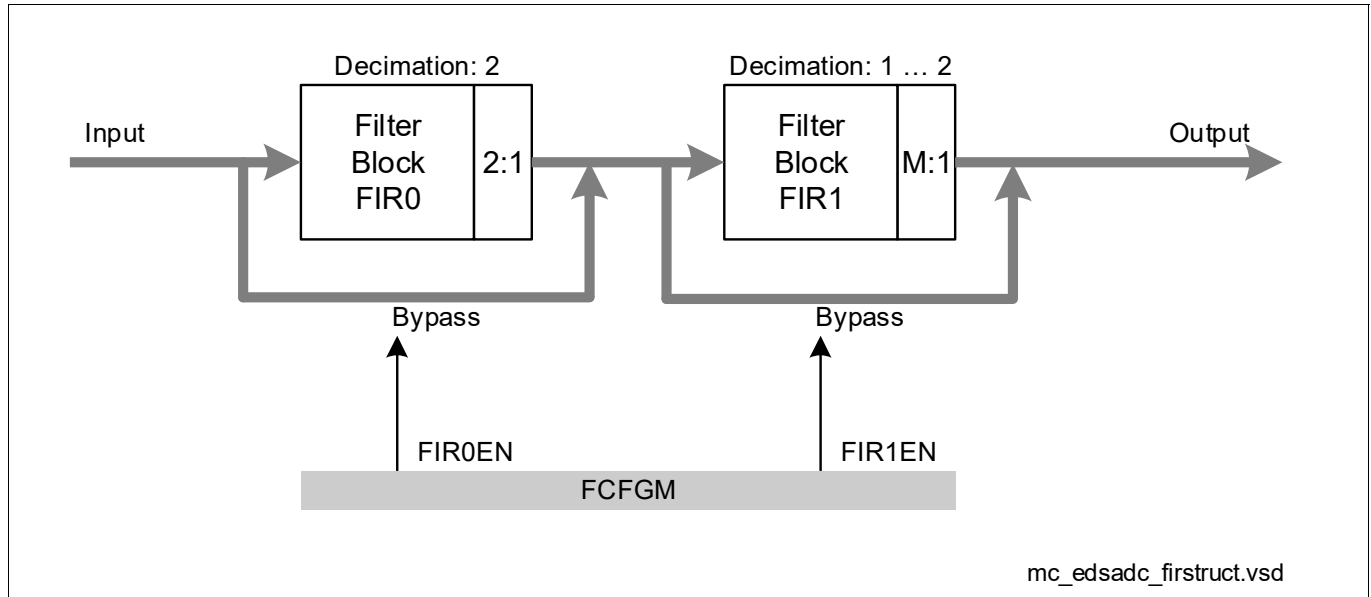 Decimation: 2
Decimation: 1 … 2
Input
Filter
Block
FIR0
2:1
Filter
Block
FIR1
M:1
Output
Bypass
Bypass
FIR0EN
FIR1EN
FCFGM
mc_edsadc_firstruct.vsd